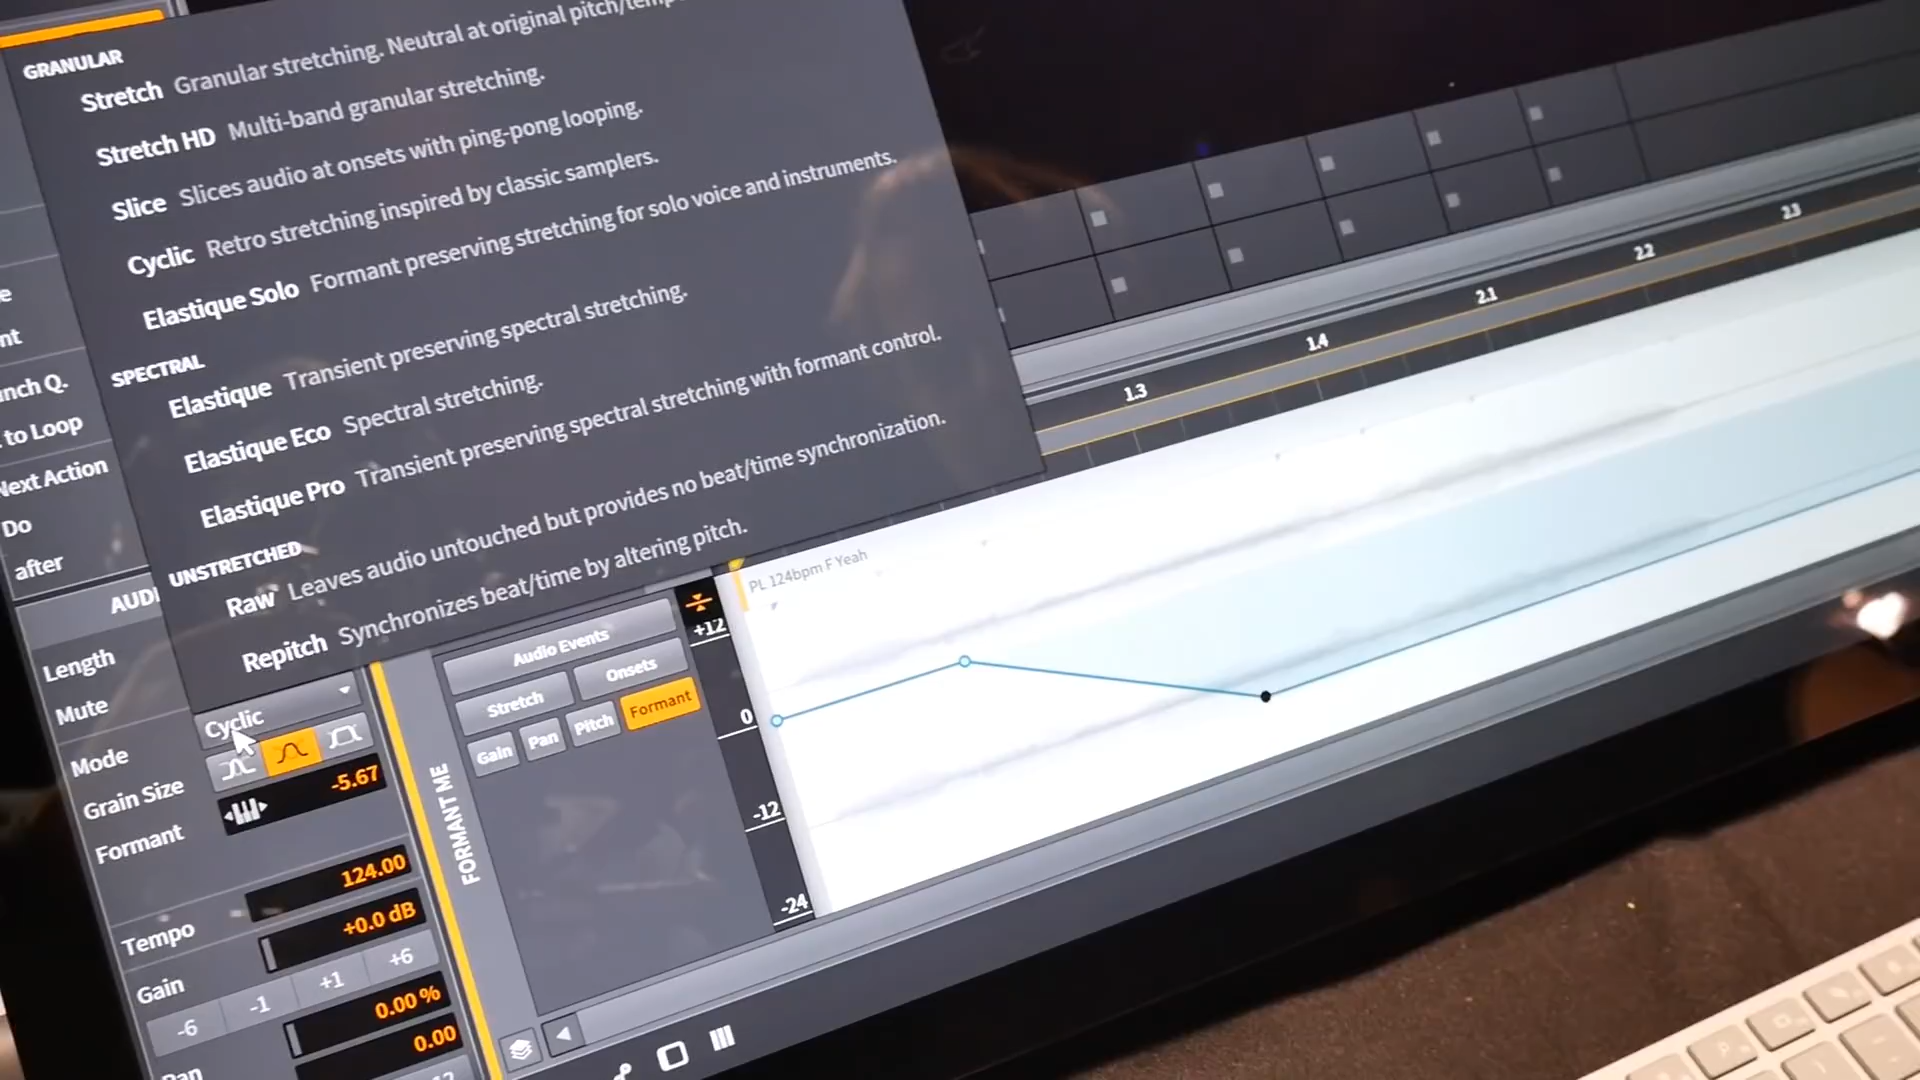 GRANULAR
Stretch Granular stretching. Neutral at original pitch/tempo
Stretch HD Multi-band granular stretching.
Slice Slices audio at onsets with ping-pong looping.
Cyclic Retro stretching inspired by classic samplers.
Elastique Solo Formant preserving stretching for solo voice and instruments.
SPECTRAL
Elastique Transient preserving spectral stretching.
Elastique Eco Spectral stretching.
Elastique Pro Transient preserving spectral stretching with formant control.
UNSTRETCHED
Raw Leaves audio untouched but provides no beat/time synchronization.
Repitch Synchronizes beat/time by altering pitch.
nch Q.
to Loop
Next Action
Do
after
AUDI
Length
Mute
Mode
Cyclic
Grain Size
Formant
-5.67
Tempo
124.00
Gain
+0.0 dB
-6 -1 +1 +6
Pan
0.00 %
0.00
FORMANT ME
Audio Events
Stretch Onsets
Gain Pan Pitch Formant
+12
0
-12
-24
PL 124bpm F Yeah
1.3 1.4 2.1 2.2 2.3